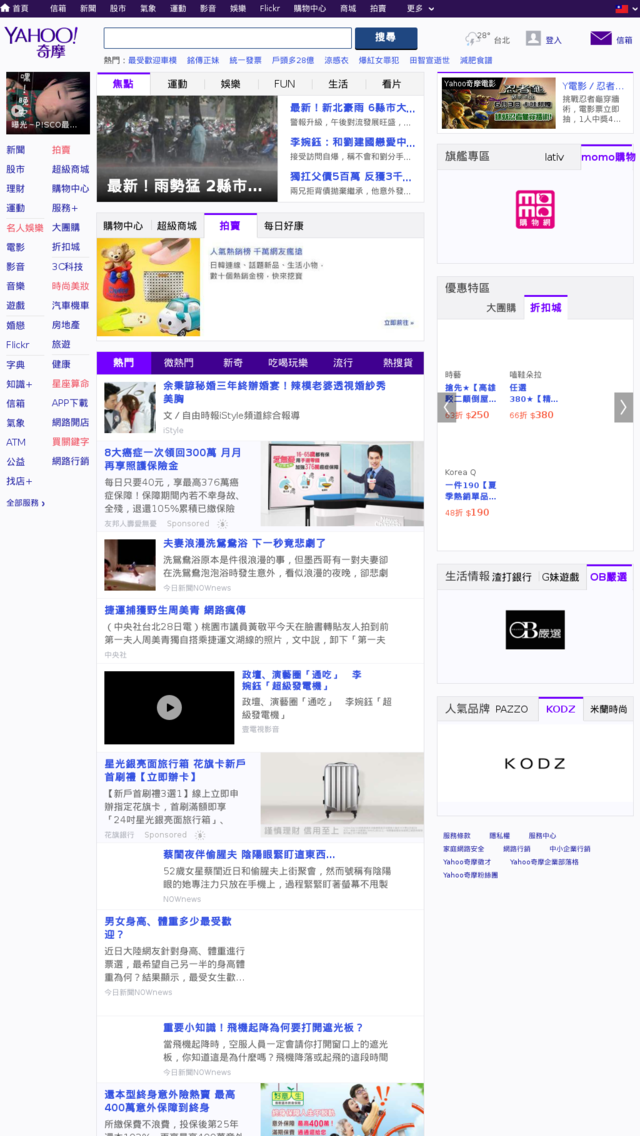 首頁 信箱 新聞 股市 氣象 運動 影音 娛樂 Flickr 購物中心 商城 拍賣 更多
YAHOO!
奇摩
搜尋
28° 台北
登入
信箱
熱門：最受歡迎車模 銘傳正妹 統一發票 戶頭多28億 涼感衣 爆紅女罪犯 田智宣逝世 減肥食譜
曝光－P!SCO最...
新聞 拍賣
股市 超級商城
理財 購物中心
運動 服務+
名人娛樂 大團購
電影 折扣城
影音 3C科技
音樂 時尚美妝
遊戲 汽車機車
婚戀 房地產
Flickr 旅遊
字典 健康
知識+ 星座算命
信箱 APP下載
氣象 網路開店
ATM 買關鍵字
公益 網路行銷
找店+
全部服務 ›
焦點 運動 娛樂 FUN 生活 看片
最新！雨勢猛 2縣市...
最新！新北豪雨 6縣市大...
警報升級，午後對流發展旺盛，...
李婉鈺：和劉建國戀愛中...
接受訪問自爆，稱不會和劉分手...
獨扛父債5百萬 反獲3千...
兩兄拒背債拋棄繼承，他意外發...
購物中心 超級商城 拍賣 每日好康
人氣熱銷榜 千萬網友瘋搶
日韓連線、話題新品、生活小物，
數十個熱銷金榜，快來挖寶
立即前往 »
熱門 微熱門 新奇 吃喝玩樂 流行 熱搜貨
余秉諺秘婚三年終辦婚宴！辣模老婆透視婚紗秀美胸
文／自由時報iStyle頻道綜合報導
iStyle
8大癌症一次領回300萬 月月再享照護保險金
每日只要40元，享最高376萬癌症保障！保障期間內若不幸身故、全殘，退還105%累積已繳保險
友邦人壽愛無憂 Sponsored
夫妻浪漫洗鴛鴦浴 下一秒竟悲劇了
洗鴛鴦浴原本是件很浪漫的事，但墨西哥有一對夫妻卻在洗鴛鴦泡泡浴時發生意外，看似浪漫的夜晚，卻悲劇
今日新聞NOWnews
捷運捕獲野生周美青 網路瘋傳
（中央社台北28日電）桃園市議員黃敬平今天在臉書轉貼友人拍到前第一夫人周美青獨自搭乘捷運文湖線的照片，文中說，卸下「第一夫
中央社
政壇、演藝圈「通吃」 李婉鈺「超級發電機」
政壇、演藝圈「通吃」 李婉鈺「超級發電機」
壹電視影音
星光銀亮面旅行箱 花旗卡新戶首刷禮【立即辦卡】
【新戶首刷禮3選1】線上立即申辦指定花旗卡，首刷滿額即享「24吋星光銀亮面旅行箱」、
花旗銀行 Sponsored
謹慎理財 信用至上
蔡閨夜伴偷腥夫 陰陽眼緊盯這東西...
52歲女星蔡閨近日和偷腥夫上街聚會，然而號稱有陰陽眼的她專注力只放在手機上，過程緊緊盯著螢幕不甩製
NOWnews
男女身高、體重多少最受歡迎？
近日大陸網友針對身高、體重進行票選，最希望自己另一半的身高體重為何？結果顯示，最受女生歡...
今日新聞NOWnews
重要小知識！飛機起降為何要打開遮光板？
當飛機起降時，空服人員一定會請你打開窗口上的遮光板，你知道這是為什麼嗎？飛機降落或起飛的這段時間
今日新聞NOWnews
還本型終身意外險熱賣 最高400萬意外保障到終身
所繳保費不浪費，投保後第25年
Yahoo奇摩電影
Y電影 / 忍者...
挑戰忍者龜穿牆術，電影票立即抽，1人中獎4...
旗艦專區 lativ momo購物
momo
購物網
優惠特區
大團購 折扣城
時藝 嗑鞋朵拉
搶先★【高雄 任選
380★【精...
$250 66折 $380
Korea Q
一件190【夏季熱銷單品...
48折 $190
生活情報 渣打銀行 G妹遊戲 OB嚴選
OB嚴選
人氣品牌 PAZZO KODZ 米蘭時尚
KODZ
服務條款 隱私權 服務中心
家庭網路安全 網路行銷 中小企業行銷
Yahoo奇摩徵才 Yahoo奇摩企業部落格
Yahoo奇摩粉絲團